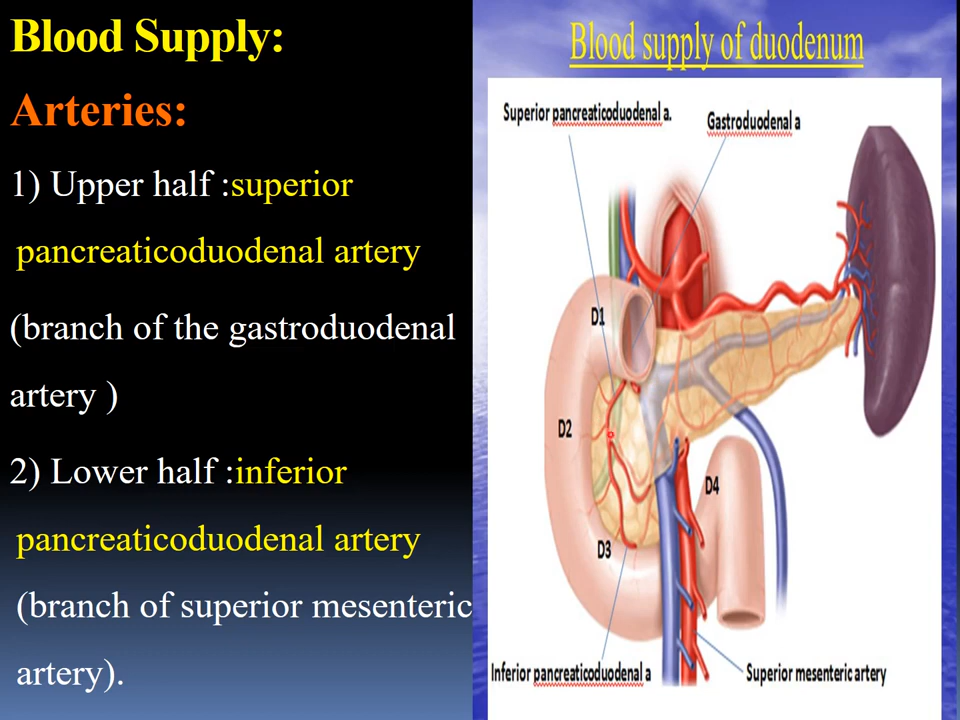 Blood Supply:
Arteries:
1) Upper half :superior
pancreaticoduodenal artery
(branch of the gastroduodenal
artery )
2) Lower half :inferior
pancreaticoduodenal artery
(branch of superior mesenteric
artery).
Blood supply of duodenum
Superior pancreaticoduodenal a.
Gastroduodenal a
D1
D2
D4
D3
Inferior pancreaticoduodenal a
Superior mesenteric artery